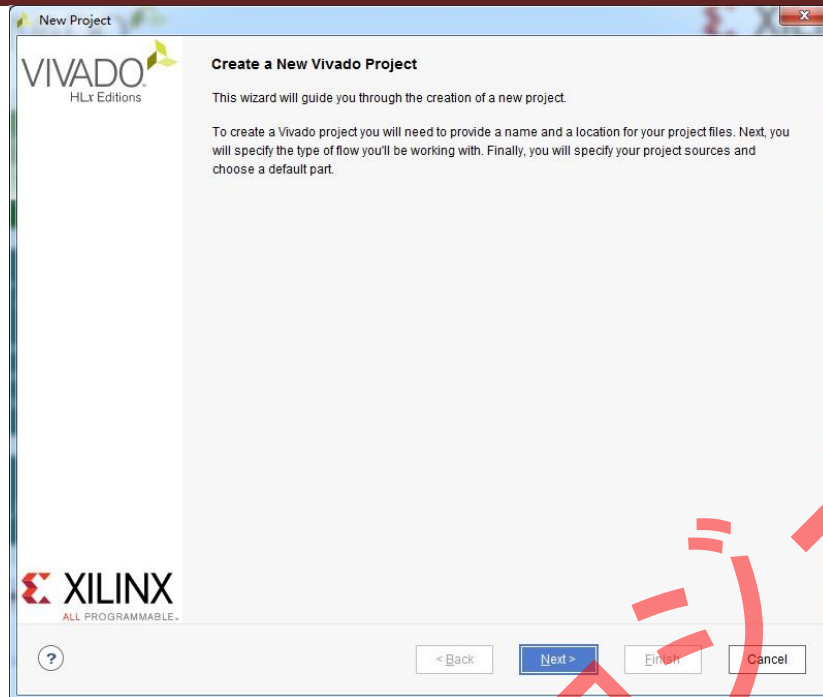 New Project
XILINX
x
VIVADO
HLx Editions
Create a New Vivado Project
This wizard will guide you through the creation of a new project.
To create a Vivado project you will need to provide a name and a location for your project files. Next, you
will specify the type of flow you'll be working with. Finally, you will specify your project sources and
choose a default part.
XILINX
ALL PROGRAMMABLE.
?
< Back
Next >
Finish
Cancel